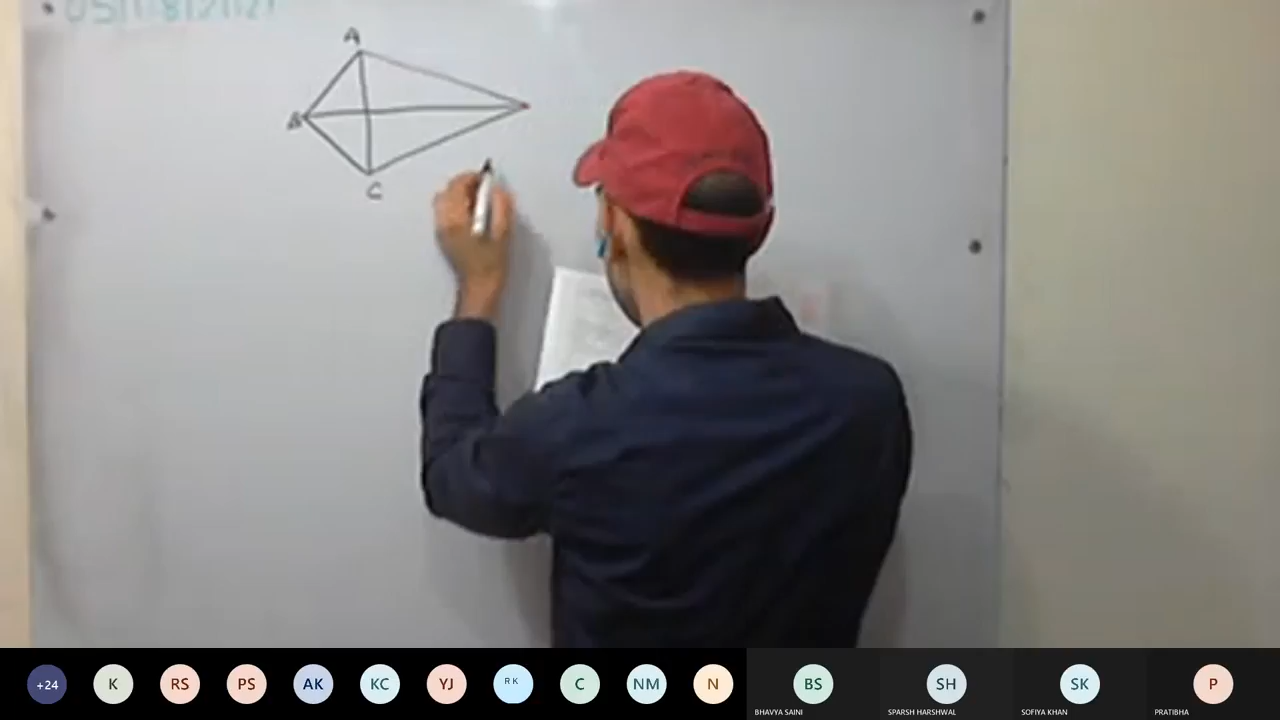 A
B
C
+24
K
RS
PS
AK
KC
YJ
RK
C
NM
N
BS
SH
SK
P
BHAVYA SAINI
SPARSH HARSHWAL
SOFIYA KHAN
PRATIBHA